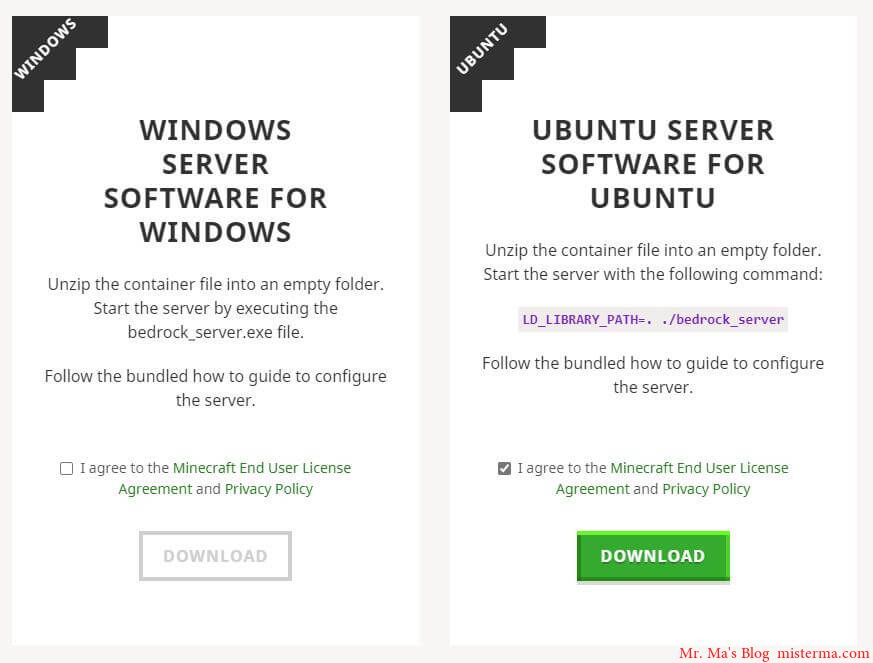 WINDOWS
WINDOWS
SERVER
SOFTWARE FOR
WINDOWS
Unzip the container file into an empty folder.
Start the server by executing the
bedrock_server.exe file.
Follow the bundled how to guide to configure
the server.
I agree to the Minecraft End User License
Agreement and Privacy Policy
DOWNLOAD
UBUNTU
UBUNTU SERVER
SOFTWARE FOR
UBUNTU
Unzip the container file into an empty folder.
Start the server with the following command:
LD_LIBRARY_PATH=. ./bedrock_server
Follow the bundled how to guide to configure
the server.
I agree to the Minecraft End User License
Agreement and Privacy Policy
DOWNLOAD
Mr. Ma's Blog misterma.com